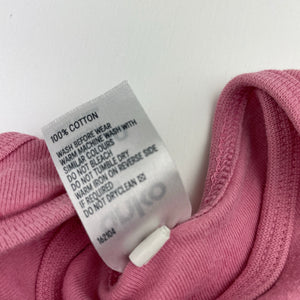 100% COTTON
WASH BEFORE WEAR
WARM MACHINE WASH WITH
SIMILAR COLOURS
DO NOT BLEACH
DO NOT TUMBLE DRY
WARM IRON ON REVERSE
IF REQUIRED
DO NOT DRYCLEAN
162104